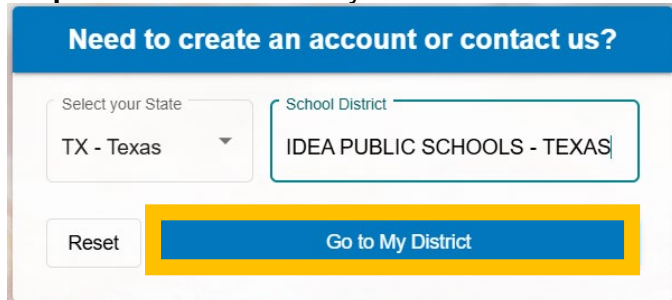 Need to create an account or contact us?
Select your State
School District
TX - Texas
IDEA PUBLIC SCHOOLS - TEXAS
Reset
Go to My District